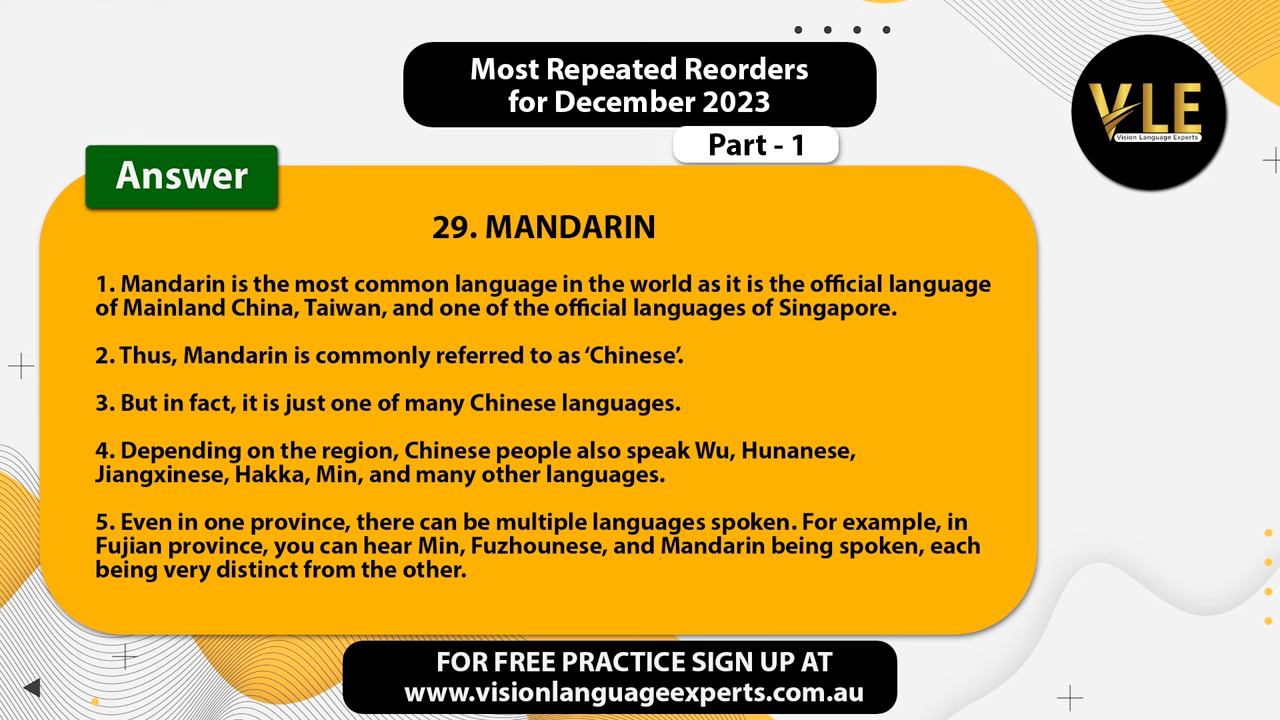 Most Repeated Reorders
for December 2023
Part - 1
VLE
Vision Language Experts
Answer
29. MANDARIN
1. Mandarin is the most common language in the world as it is the official language
of Mainland China, Taiwan, and one of the official languages of Singapore.
2. Thus, Mandarin is commonly referred to as ‘Chinese’.
3. But in fact, it is just one of many Chinese languages.
4. Depending on the region, Chinese people also speak Wu, Hunanese,
Jiangxinese, Hakka, Min, and many other languages.
5. Even in one province, there can be multiple languages spoken. For example, in
Fujian province, you can hear Min, Fuzhounese, and Mandarin being spoken, each
being very distinct from the other.
FOR FREE PRACTICE SIGN UP AT
www.visionlanguageexperts.com.au